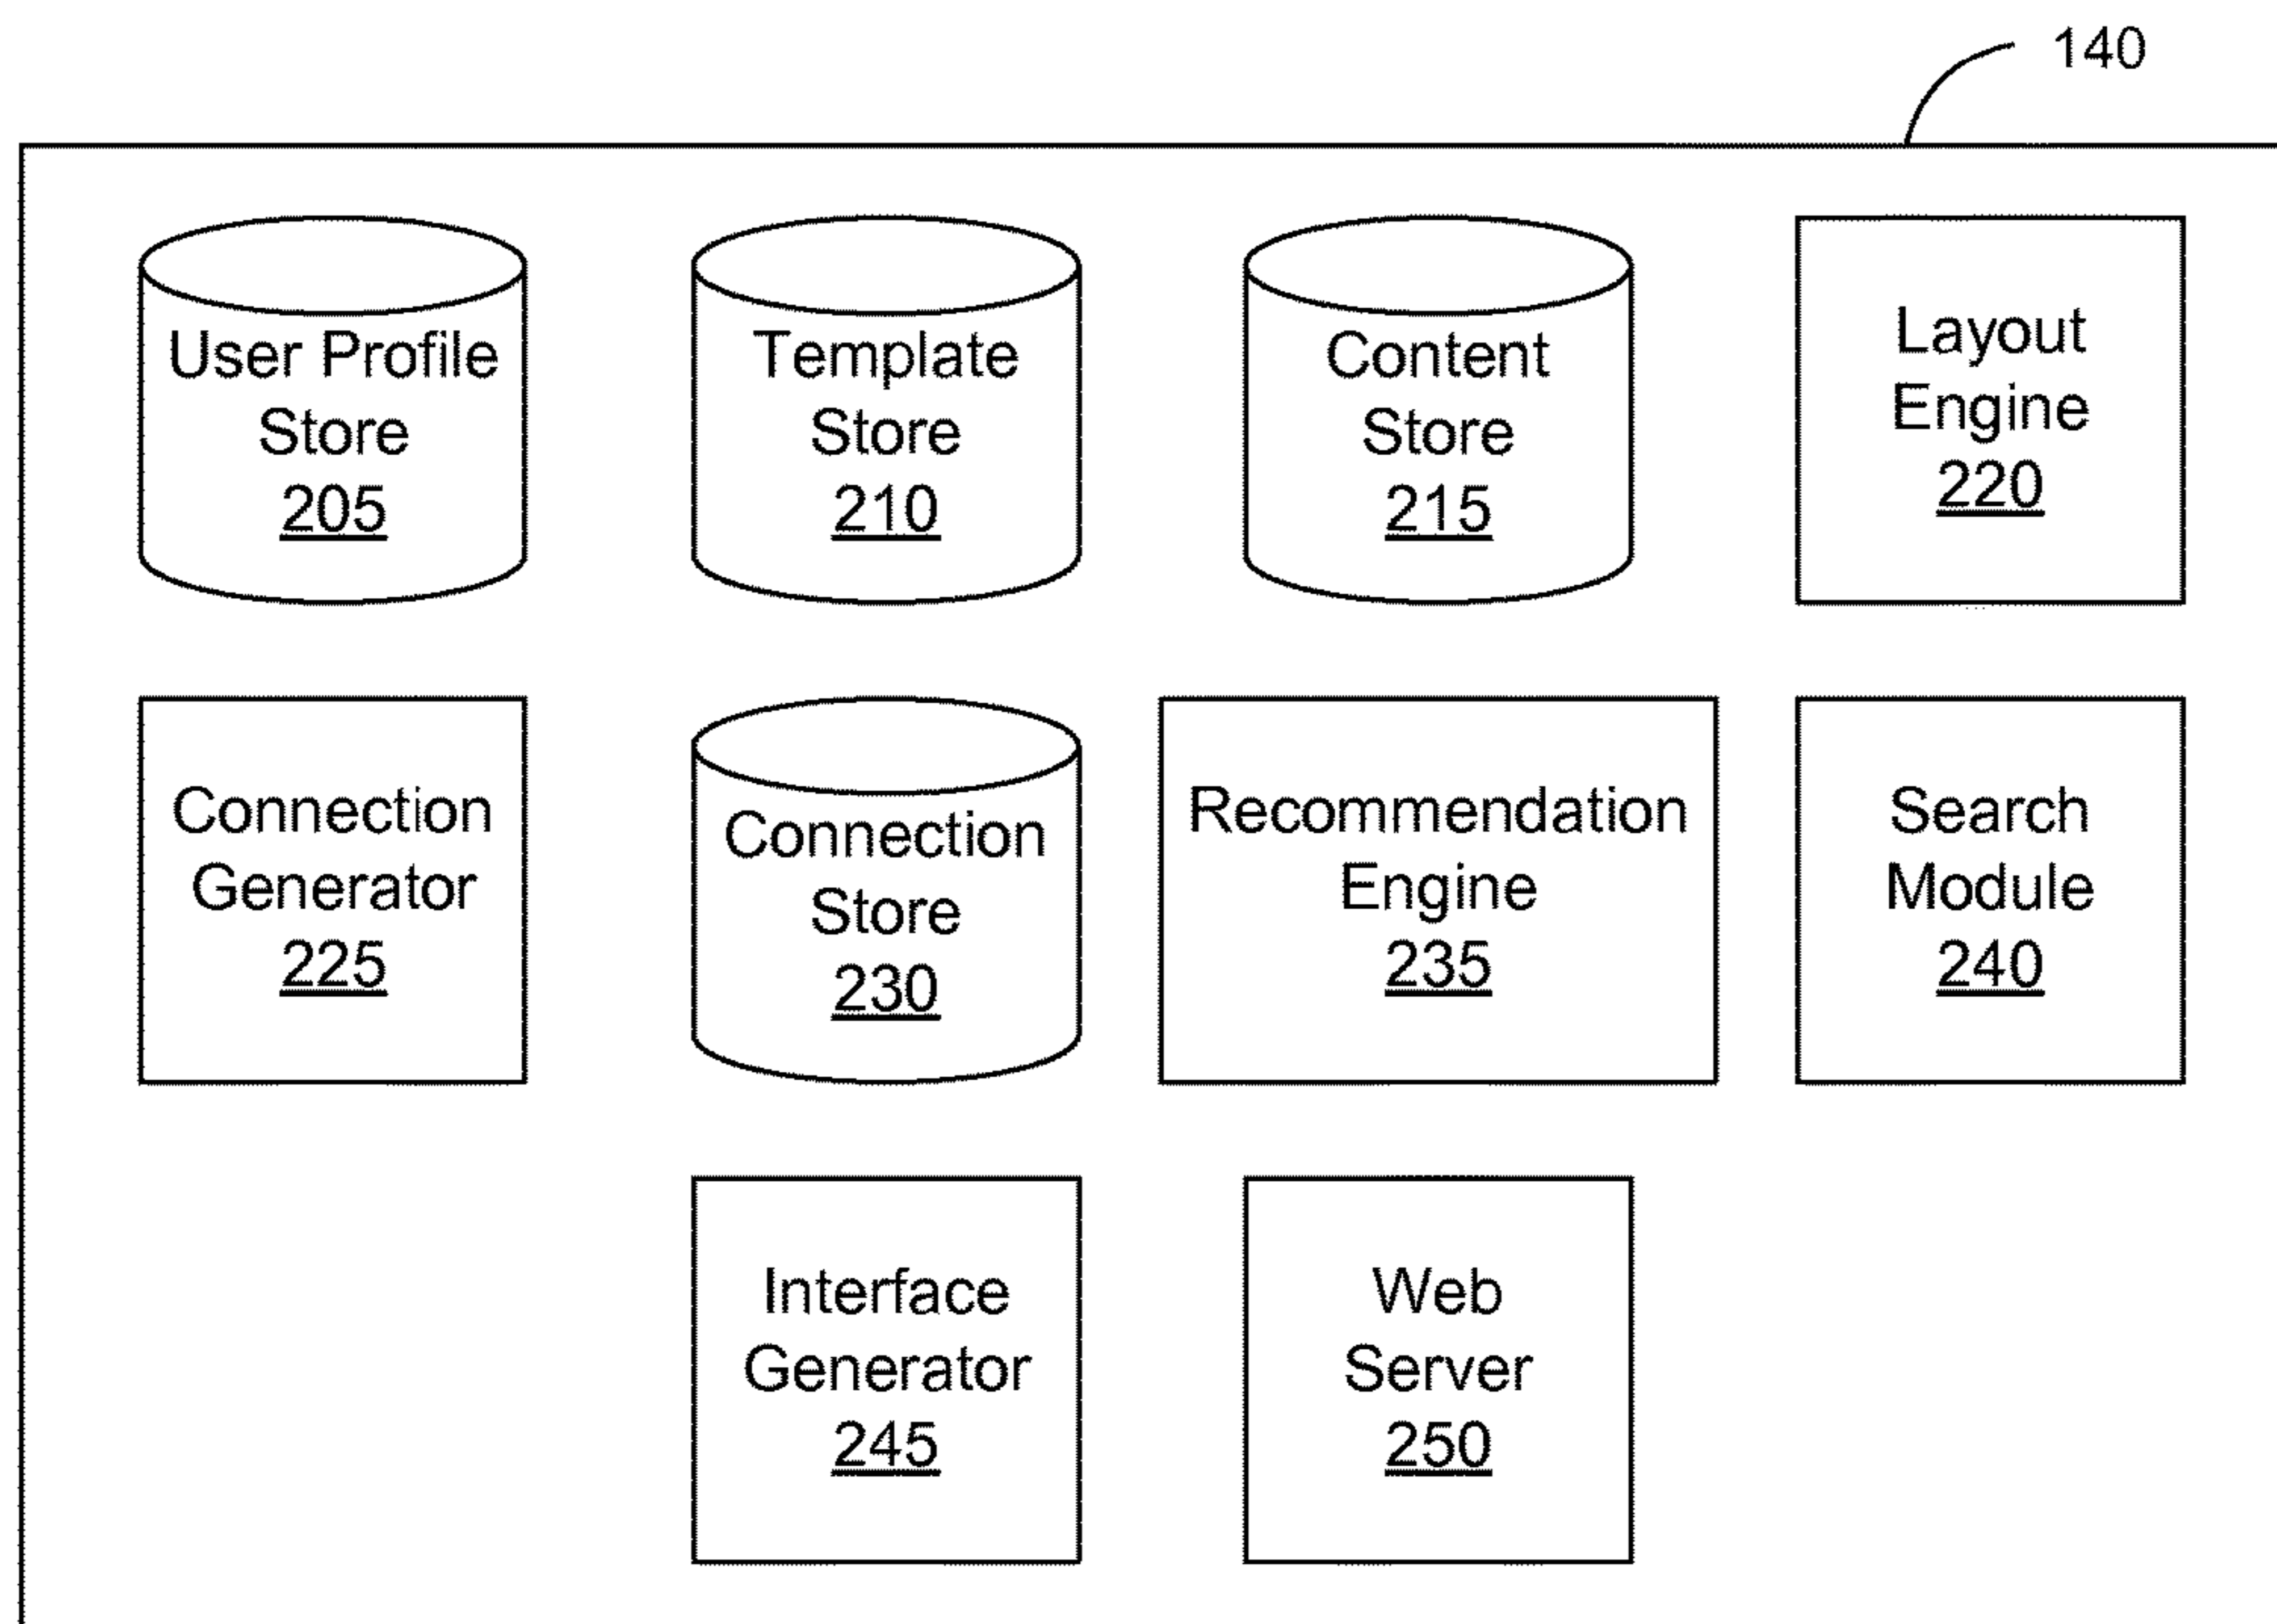 140
User Profile
Store
205
Template
Store
210
Content
Store
215
Layout
Engine
220
Connection
Generator
225
Connection
Store
230
Recommendation
Engine
235
Search
Module
240
Interface
Generator
245
Web
Server
250